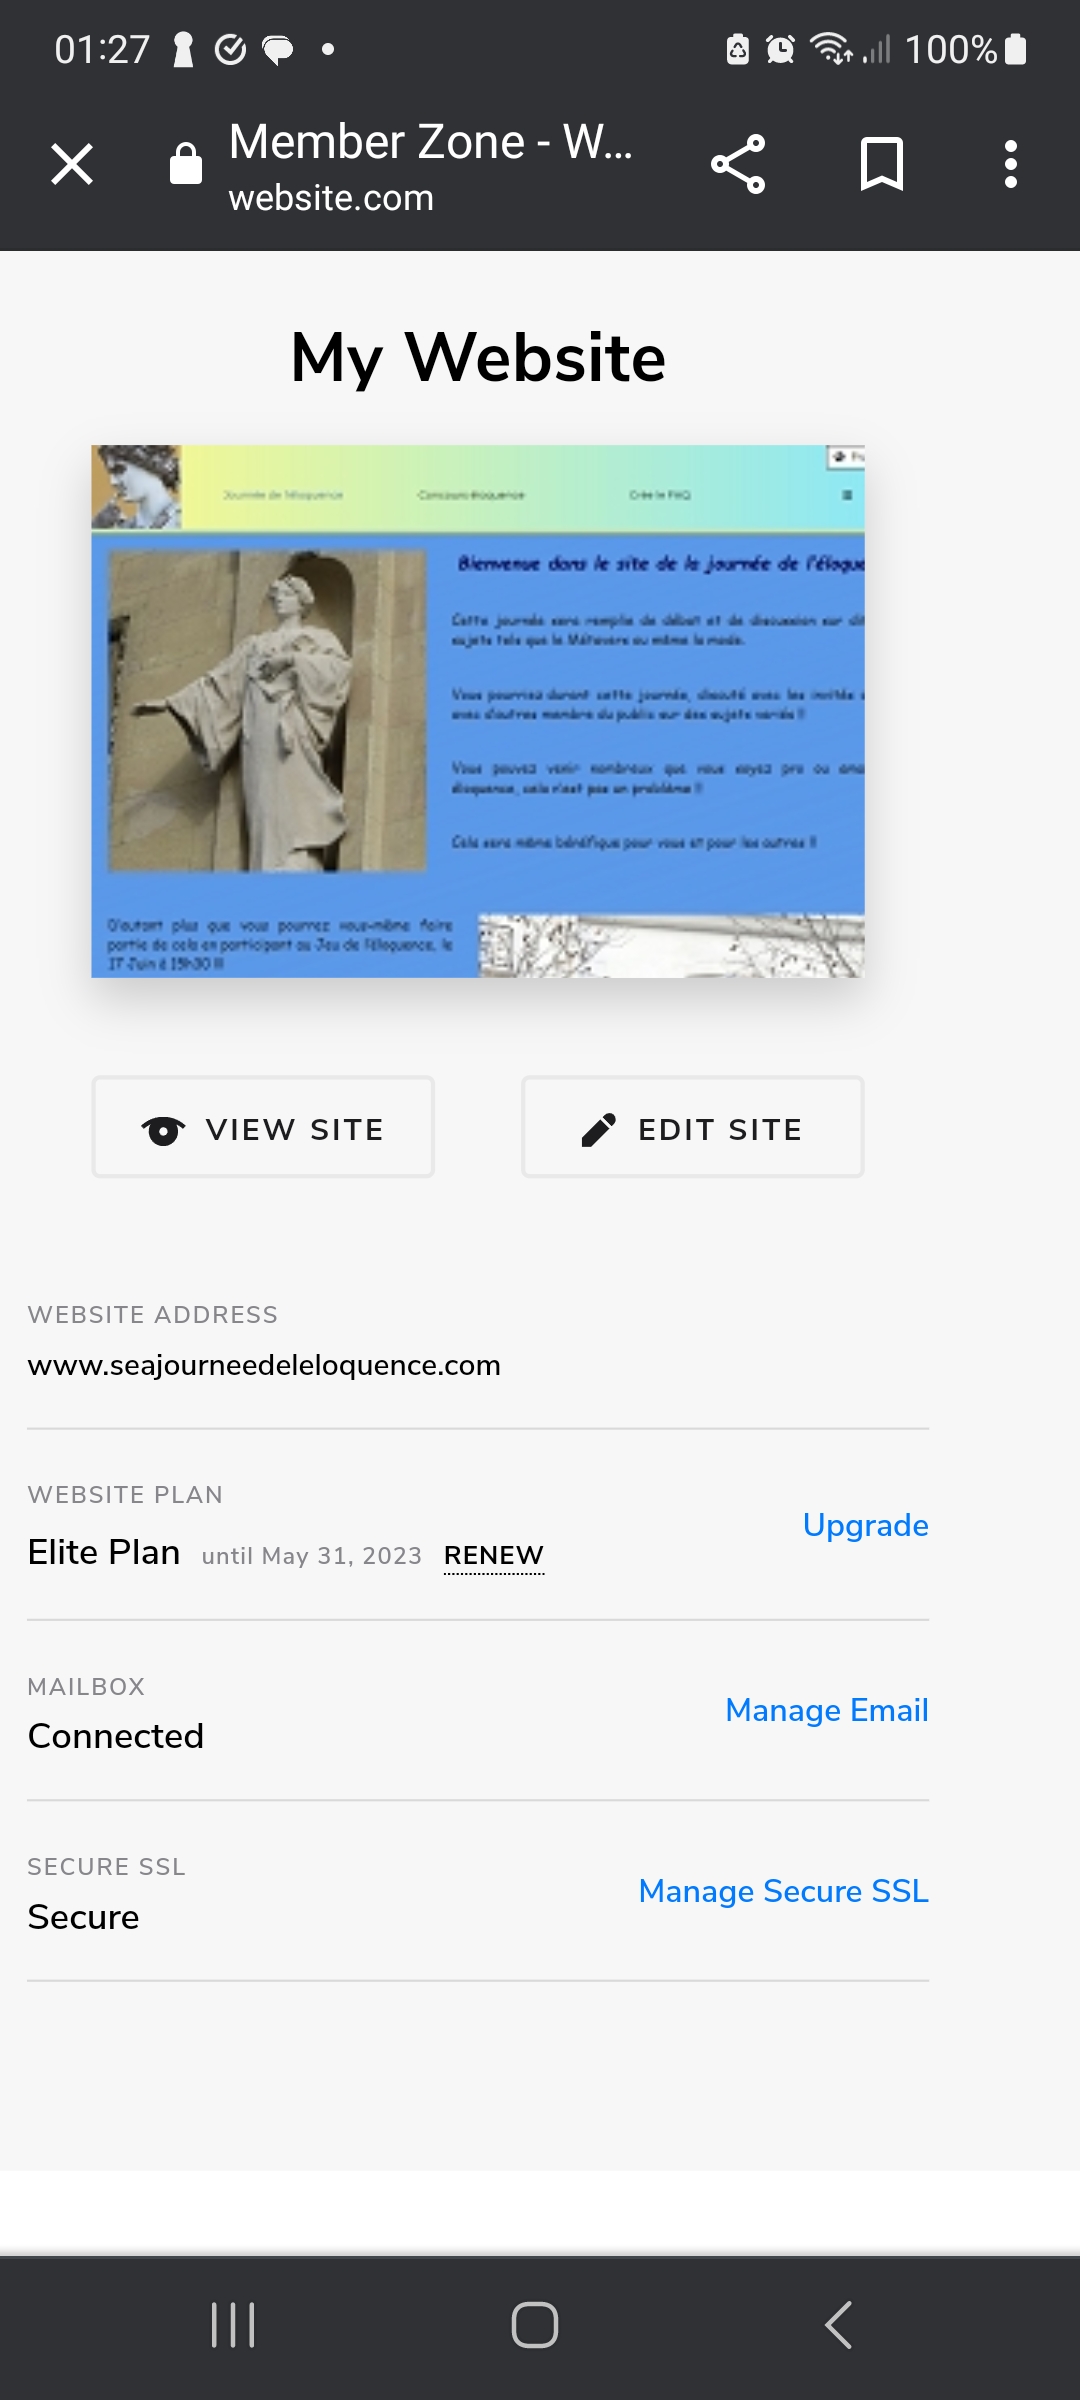 01:27
100%
Member Zone - W...
website.com
My Website
Journée de l'éloquence
Concours éloquence
Crée le FAQ
Bienvenue dans le site de la journée de l'éloque
Cette journée sera remplie de débat et de discussion sur
sujets tels que le Métavers ou même la mode.
Vous pourriez durant cette journée, discuté avec les invités
avec d'autres membre du public sur des sujets variés !!
Vous pouvez venir nombreux que vous soyez pro ou
éloquence, cela n'est pas un problème !!
Cela sera même bénéfique pour vous et pour les autres !!
D'autant plus que vous pourrez vous-même faire
partie de cela en participant au Jeu de l'éloquence, le
17 Juin à 15h30 !!!
VIEW SITE
EDIT SITE
WEBSITE ADDRESS
www.seajourneedeleloquence.com
WEBSITE PLAN
Elite Plan until May 31, 2023 RENEW
Upgrade
MAILBOX
Connected
Manage Email
SECURE SSL
Secure
Manage Secure SSL